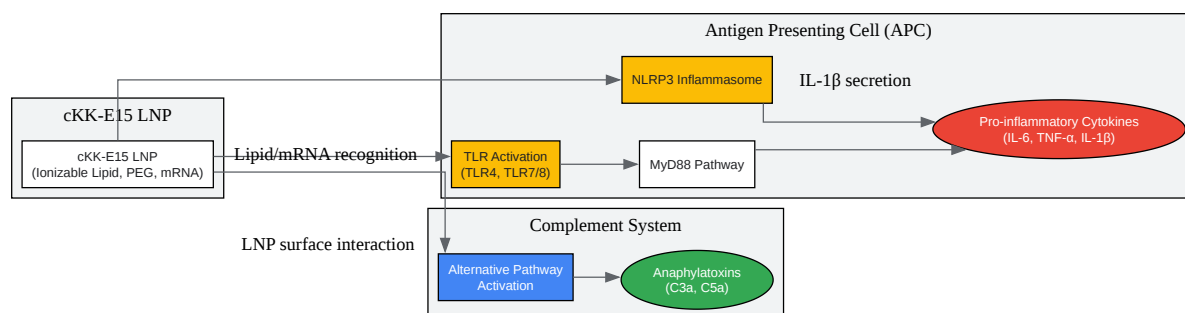 Antigen Presenting Cell (APC)
NLRP3 Inflammasome
IL-1β secretion
cKK-E15 LNP
Pro-inflammatory Cytokines
(IL-6, TNF-α, IL-1β)
cKK-E15 LNP
(Ionizable Lipid, PEG, mRNA)
Lipid/mRNA recognition
TLR Activation
(TLR4, TLR7/8)
MyD88 Pathway
Complement System
LNP surface interaction
Alternative Pathway
Activation
Anaphylatoxins
(C3a, C5a)